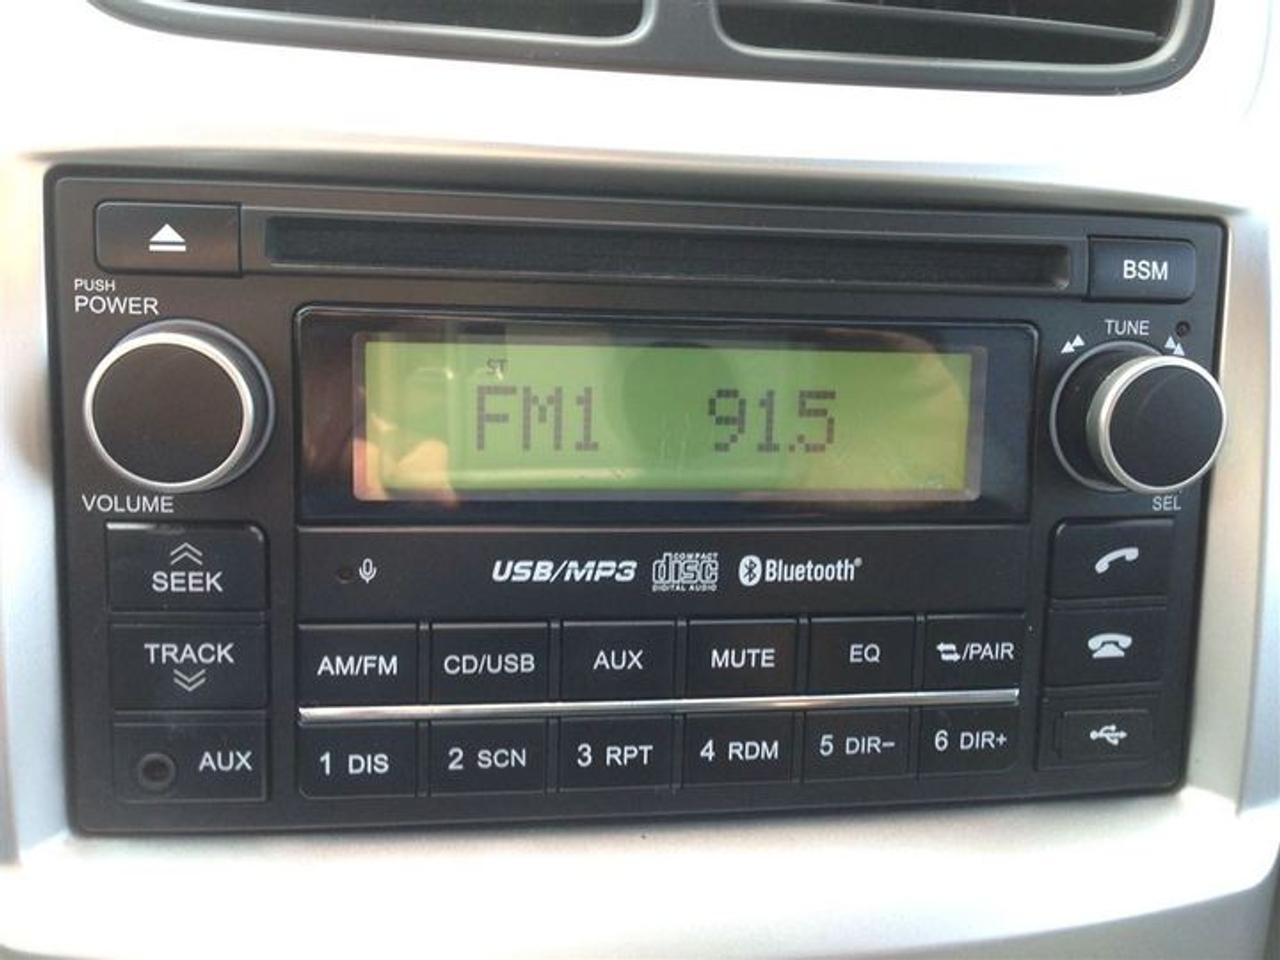 BSM
PUSH
POWER
TUNE
ST
FM1 91.5
VOLUME
SEL
SEEK
USB/MP3 COMPACT disc DIGITAL AUDIO Bluetooth®
TRACK
AM/FM CD/USB AUX MUTE EQ /PAIR
AUX
1 DIS 2 SCN 3 RPT 4 RDM 5 DIR− 6 DIR+